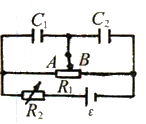 C₁ C₂
A B
R₁
R₂ ε